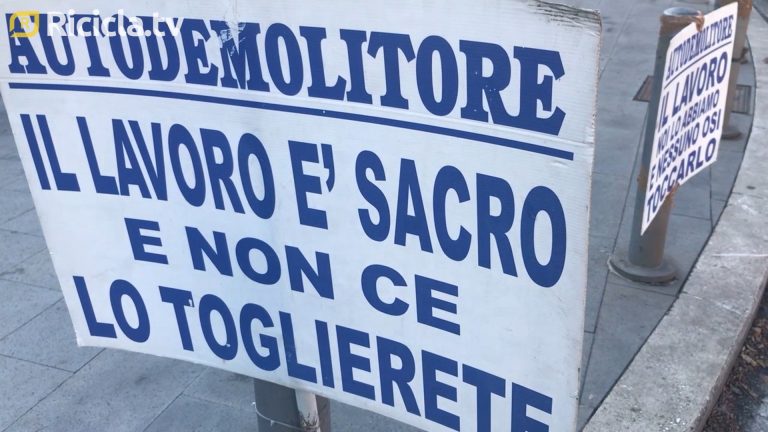 Ricicla.tv
AUTODEMOLITORE
IL LAVORO E' SACRO
E NON CE
LO TOGLIERETE
AUTODEMOLITORE
IL LAVORO
NOI LO ABBIAMO
E NESSUNO OSI
TOCCARLO